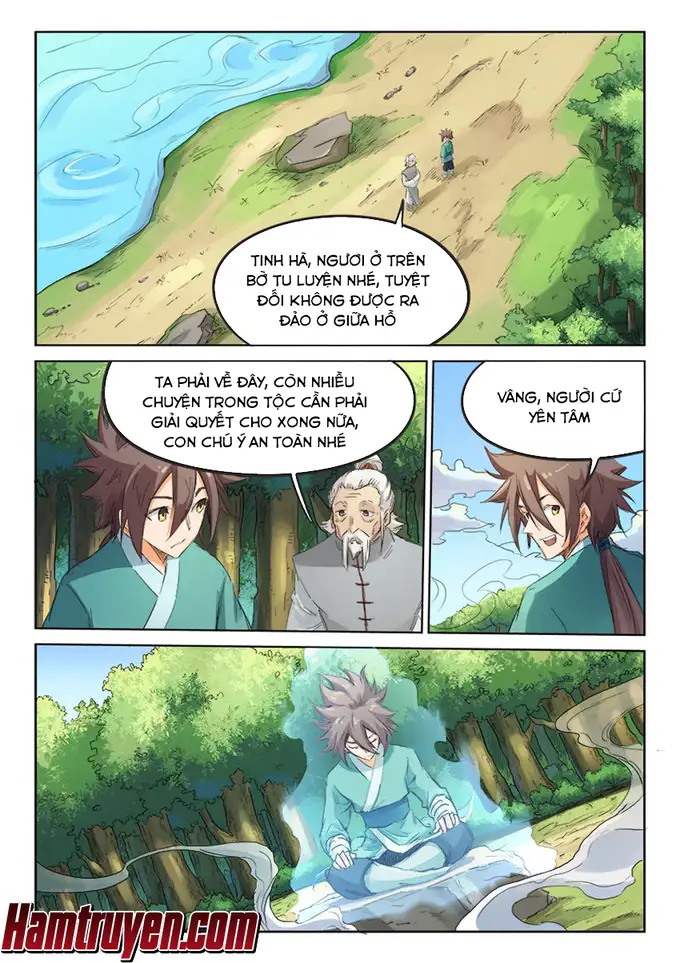 TINH HÀ, NGƯƠI Ở TRÊN
BỜ TU LUYỆN NHÉ, TUYỆT
ĐỐI KHÔNG ĐƯỢC RA
ĐẢO Ở GIỮA HỒ
TA PHẢI VỀ ĐÂY, CÒN NHIỀU
CHUYỆN TRONG TỘC CẦN PHẢI
GIẢI QUYẾT CHO XONG NỮA,
CON CHÚ Ý AN TOÀN NHÉ
VÂNG, NGƯỜI CỨ
YÊN TÂM
Hamtruyen.com